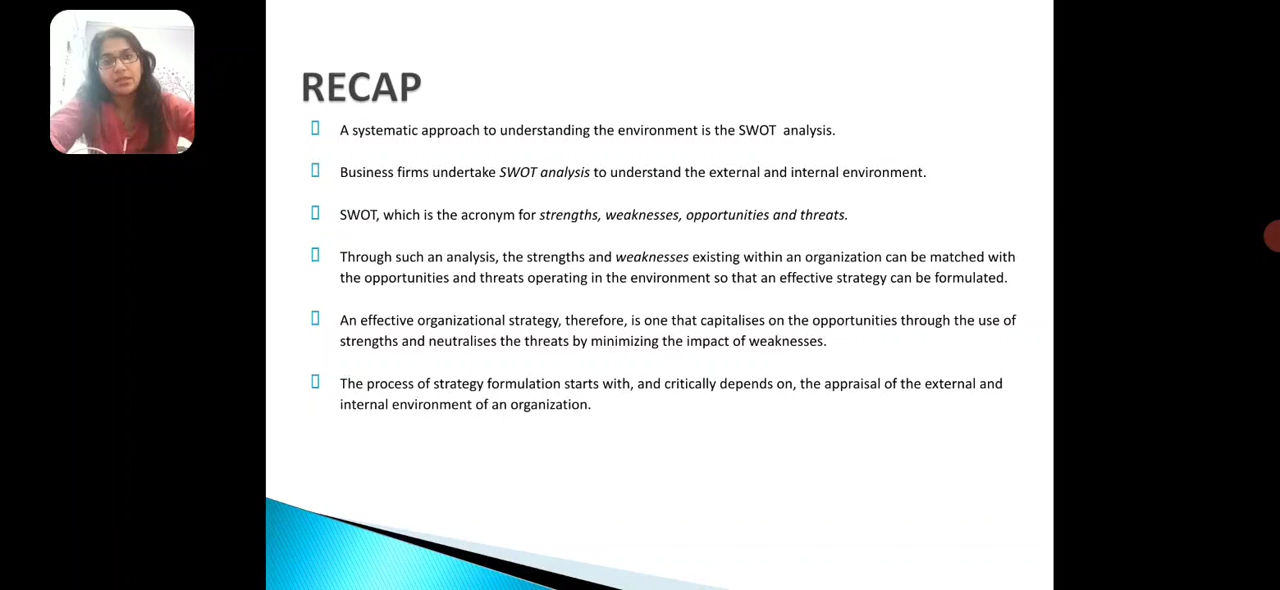 RECAP
A systematic approach to understanding the environment is the SWOT  analysis.
Business firms undertake SWOT analysis to understand the external and internal environment.
SWOT, which is the acronym for strengths, weaknesses, opportunities and threats.
Through such an analysis, the strengths and weaknesses existing within an organization can be matched with
the opportunities and threats operating in the environment so that an effective strategy can be formulated.
An effective organizational strategy, therefore, is one that capitalises on the opportunities through the use of
strengths and neutralises the threats by minimizing the impact of weaknesses.
The process of strategy formulation starts with, and critically depends on, the appraisal of the external and
internal environment of an organization.